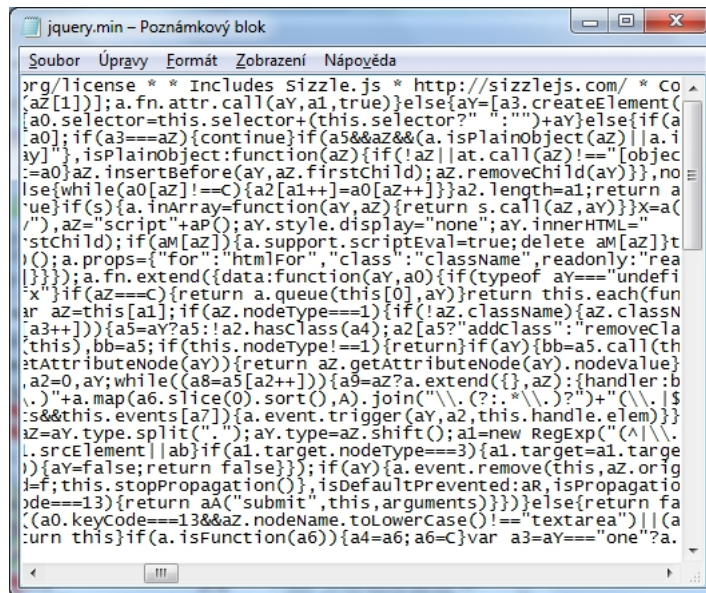 jquery.min – Poznámkový blok
Soubor Úpravy Formát Zobrazení Nápověda
org/license * * Includes Sizzle.js * http://sizzlejs.com/ * Co
(aZ[1])];a.fn.attr.call(aY,a1,true)}else{aY=[a3.createElement(
{a0.selector=this.selector+(this.selector?" ":"")+aY}else{if(a
[a0];if(a3===aZ){continue}if(a5&&aZ&&(a.isPlainObject(aZ)||a.i
ay]"},isPlainObject:function(aZ){if(!aZ||at.call(aZ)!=="[objec
:=a0}aZ.insertBefore(aY,aZ.firstChild);aZ.removeChild(aY)}},no
lse{while(a0[aZ]!==C){a2[a1++]=a0[aZ++]}}a2.length=a1;return a
rue}if(s){a.inArray=function(aY,aZ){return s.call(aZ,aY)}}X=a(
/"),aZ="script"+aP();aY.style.display="none";aY.innerHTML="
rstChild);if(aM[aZ]){a.support.scriptEval=true;delete aM[aZ]}t
)();a.props={"for":"htmlFor","class":"className",readonly:"rea
]}}});a.fn.extend({data:function(aY,a0){if(typeof aY==="undefi
"x"}if(aZ===C){return a.queue(this[0],aY)}return this.each(fun
ar aZ=this[a1];if(aZ.nodeType===1){if(!aZ.className){aZ.classN
[a3++])){a5=aY?a5:!a2.hasClass(a4);a2[a5?"addClass":"removeCla
(this),bb=a5;if(this.nodeType!==1){return}if(aY){bb=a5.call(th
etAttributeNode(aY)){return aZ.getAttributeNode(aY).nodeValue}
,a2=0,aY;while((a8=a5[a2++])){a9=aZ?a.extend({},aZ):{handler:b
\.)"+a.map(a6.slice(0).sort(),A).join("\\.(?:.*\\.)?")+"(\\.|$
ts&&this.events[a7]){a.event.trigger(aY,a2,this.handle.elem)}}
aZ=aY.type.split(".");aY.type=aZ.shift();a1=new RegExp("(^|\\.
1.srcElement||ab}if(a1.target.nodeType===3){a1.target=a1.targe
)){aY=false;return false}});if(aY){a.event.remove(this,aZ.orig
d=f;this.stopPropagation()},isDefaultPrevented:aR,isPropagatio
ode===13){return aA("submit",this,arguments)}})}else{return fa
((a0.keyCode===13&&aZ.nodeName.toLowerCase()!=="textarea")||(a
turn this}if(a.isFunction(a6)){a4=a6;a6=C}var a3=aY==="one"?a.